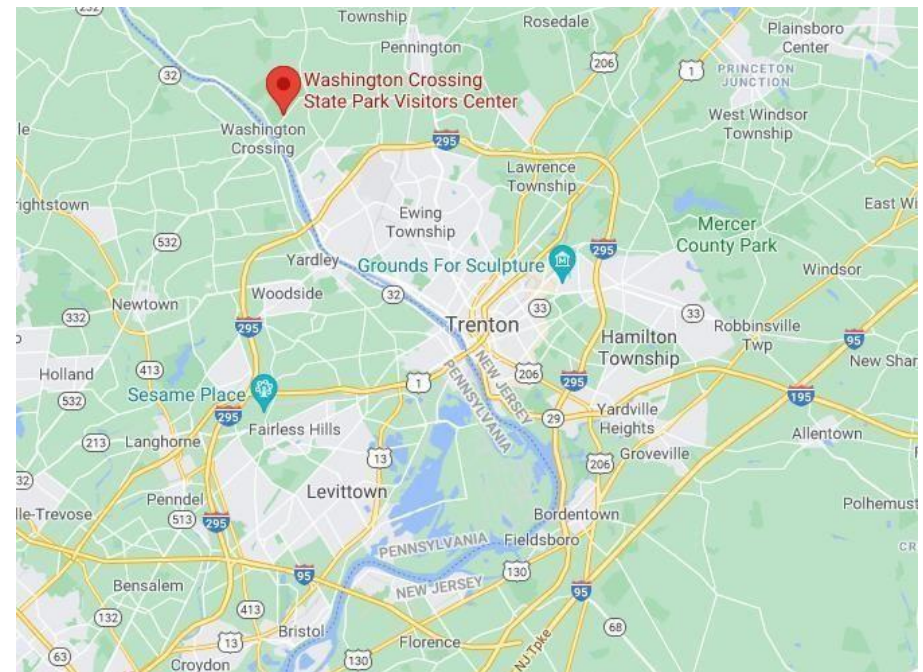 232
Township
Rosedale
Plainsboro
Center
Pennington
206
1
PRINCETON
JUNCTION
32
Washington Crossing
State Park Visitors Center
West Windsor
Township
Washington
Crossing
295
Lawrence
Township
rightstown
East Wi
Ewing
Township
Mercer
County Park
532
295
Yardley
Grounds For Sculpture
Windsor
Woodside
32
33
33
Newtown
332
295
Trenton
Hamilton
Township
Robbinsville
Twp
95
New Shar
413
Holland
1
206
295
195
532
Sesame Place
NEW JERSEY
PENNSYLVANIA
295
29
Yardville
Heights
213
Langhorne
Fairless Hills
13
Allentown
Groveville
206
32
Penndel
Levittown
Polhemust
lle-Trevose
513
295
Bordentown
Fieldsboro
PENNSYLVANIA
CR
95
130
NEW JERSEY
95
Bensalem
132
413
13
Bristol
Florence
68
63
Croydon
130
NJ Tpke